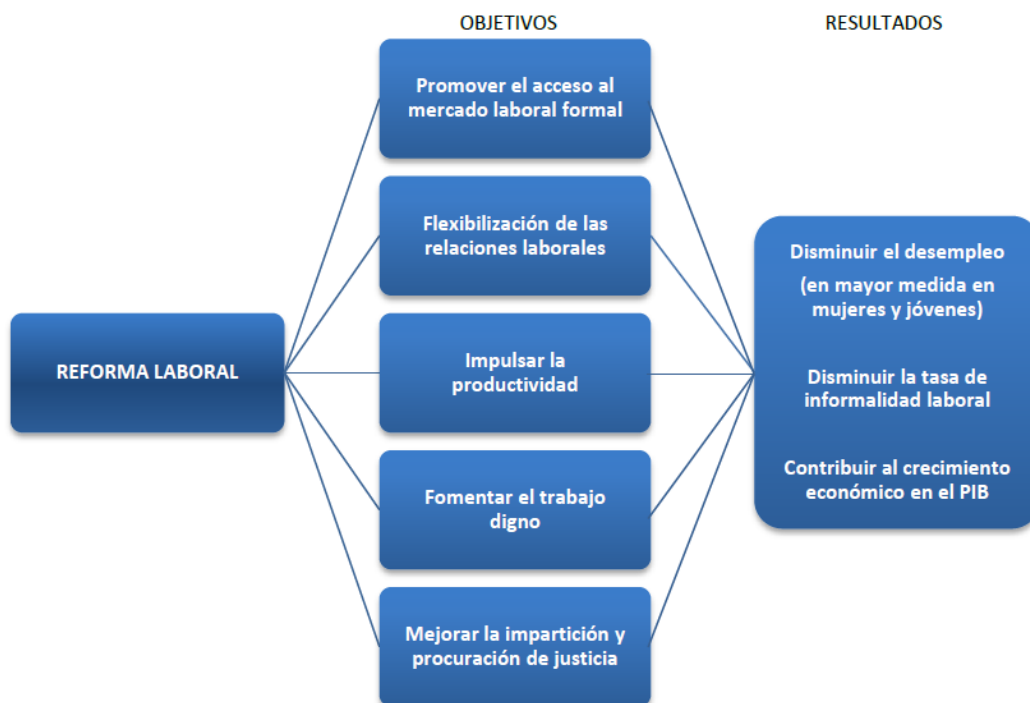 OBJETIVOS
RESULTADOS
Promover el acceso al
mercado laboral formal
Flexibilización de las
relaciones laborales
REFORMA LABORAL
Impulsar la
productividad
Fomentar el trabajo
digno
Mejorar la impartición y
procuración de justicia
Disminuir el desempleo
(en mayor medida en
mujeres y jóvenes)
Disminuir la tasa de
informalidad laboral
Contribuir al crecimiento
económico en el PIB